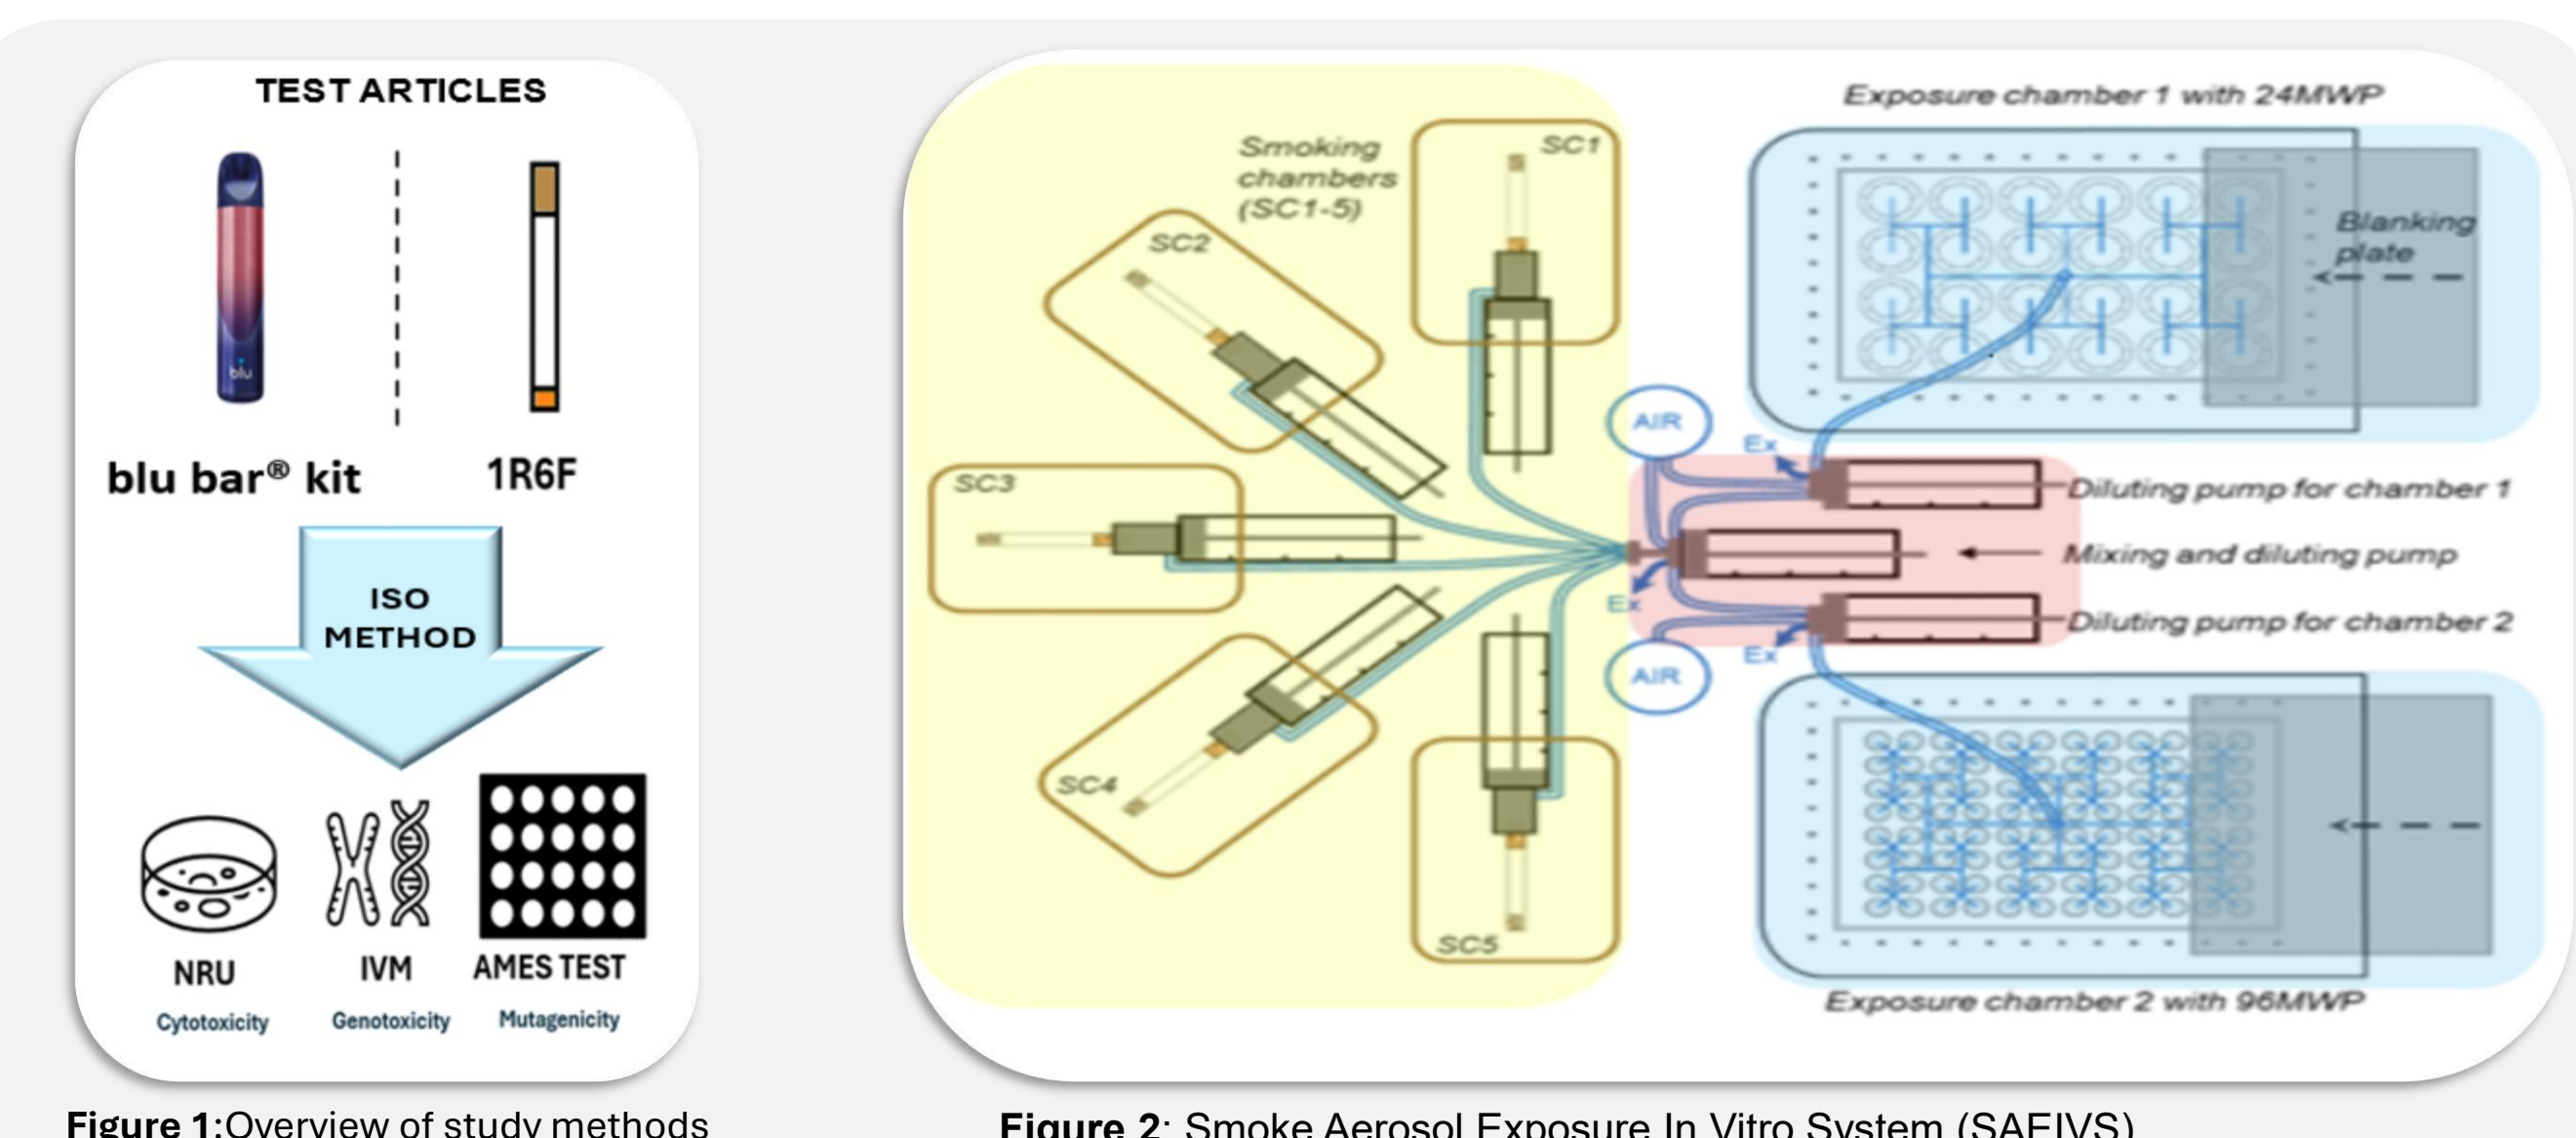 TEST ARTICLES
blu
blu bar® kit
1R6F
ISO
METHOD
NRU
IVM
AMES TEST
Cytotoxicity
Genotoxicity
Mutagenicity
Figure 1:Overview of study methods
Smoking
chambers
(SC1-5)
SC1
SC2
SC3
SC4
SC5
AIR
AIR
Ex
Ex
Ex
Exposure chamber 1 with 24MWP
Blanking
plate
Diluting pump for chamber 1
Mixing and diluting pump
Diluting pump for chamber 2
Exposure chamber 2 with 96MWP
Figure 2: Smoke Aerosol Exposure In Vitro System (SAEIVS)